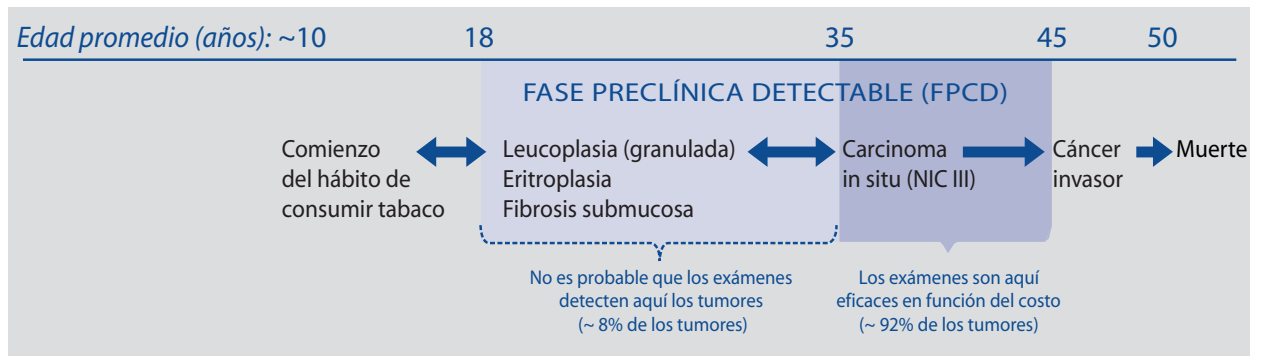 Edad promedio (años): ~10 18 35 45 50
FASE PRECLÍNICA DETECTABLE (FPCD)
Comienzo
del hábito de
consumir tabaco
Leucoplasia (granulada)
Eritroplasia
Fibrosis submucosa
Carcinoma
in situ (NIC III)
Cáncer
invasor
Muerte
No es probable que los exámenes
detecten aquí los tumores
(~ 8% de los tumores)
Los exámenes son aquí
eficaces en función del costo
(~ 92% de los tumores)